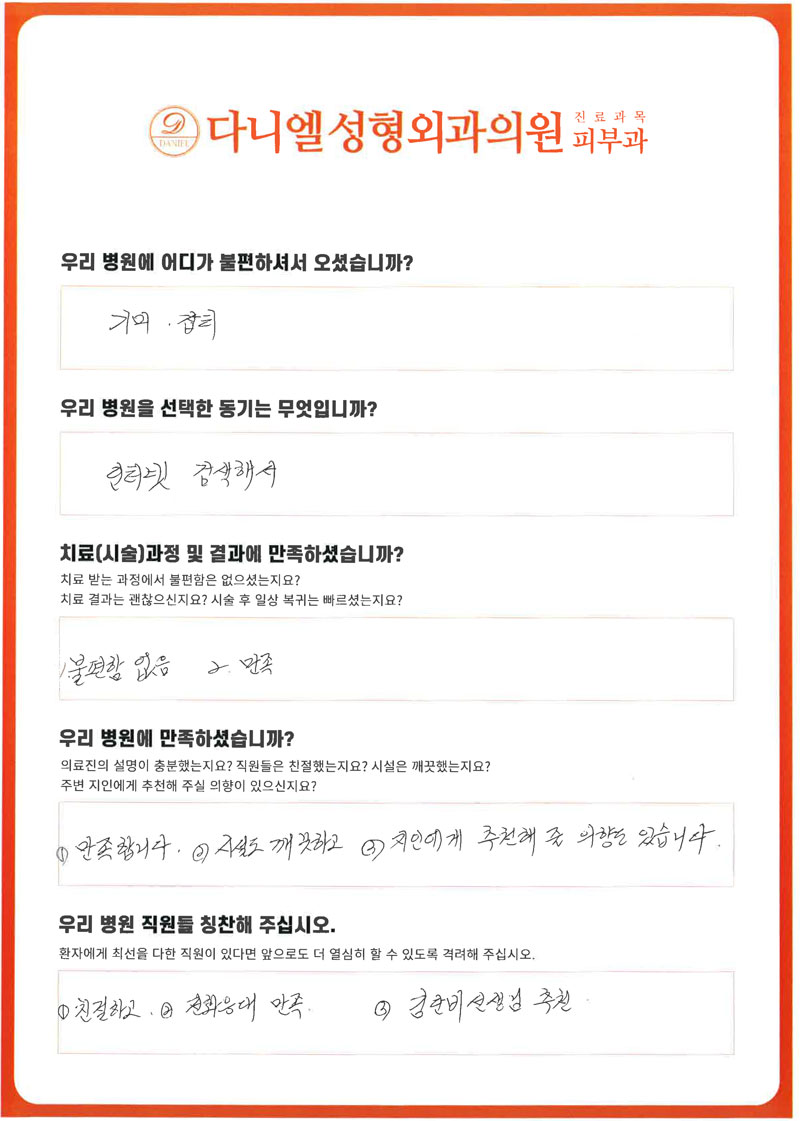 DANIEL
다니엘성형외과의원 진료과목 피부과
우리 병원에 어디가 불편하셔서 오셨습니까?
기미 . 잡티
우리 병원을 선택한 동기는 무엇입니까?
인터넷 검색해서
치료(시술)과정 및 결과에 만족하셨습니까?
치료 받는 과정에서 불편함은 없으셨는지요?
치료 결과는 괜찮으신지요? 시술 후 일상 복귀는 빠르셨는지요?
1.불편함 없음 2. 만족
우리 병원에 만족하셨습니까?
의료진의 설명이 충분했는지요? 직원들은 친절했는지요? 시설은 깨끗했는지요?
주변 지인에게 추천해 주실 의향이 있으신지요?
① 만족합니다. ② 시설도 깨끗하고 ③ 지인에게 추천해 줄 의향도 있습니다.
우리 병원 직원들 칭찬해 주십시오.
환자에게 최선을 다한 직원이 있다면 앞으로도 더 열심히 할 수 있도록 격려해 주십시오.
① 친절하고. ② 전화응대 만족. ③ 선생님 추천.